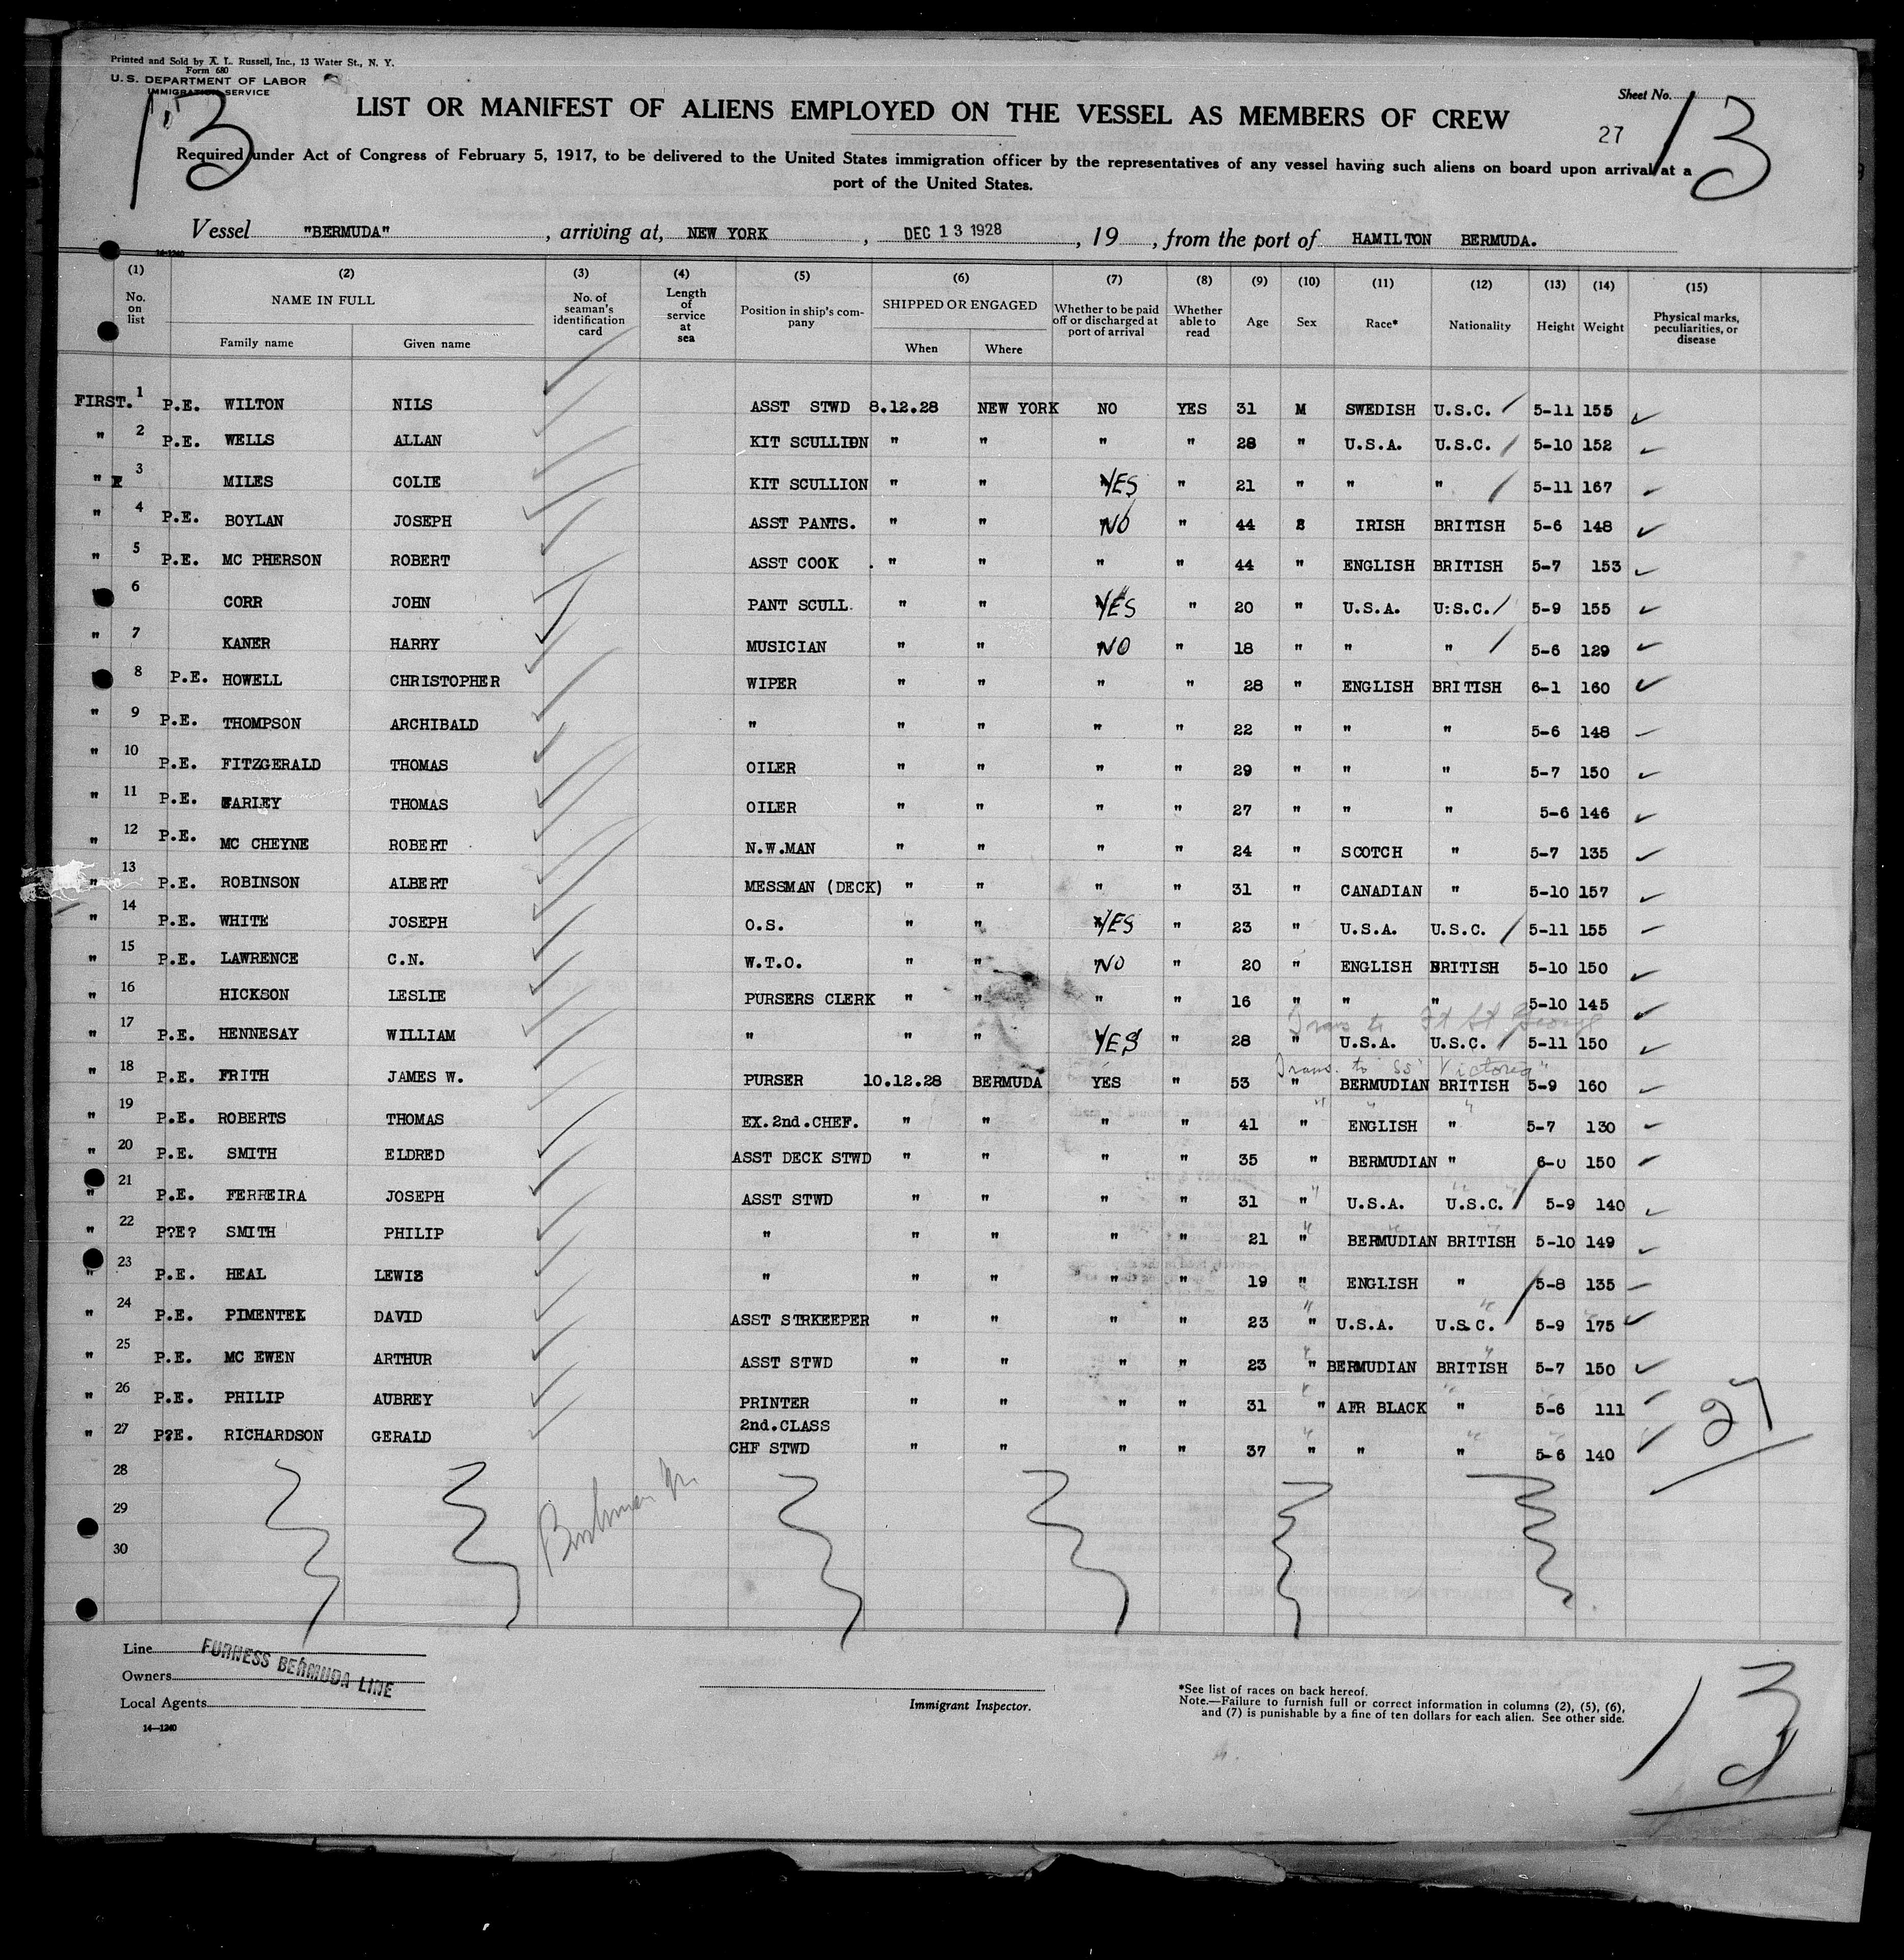 Printed and Sold by A. L. Russell, Inc., 13 Water St., N. Y.
Form 680
U. S. DEPARTMENT OF LABOR
IMMIGRATION SERVICE
13
Sheet No. 13
LIST OR MANIFEST OF ALIENS EMPLOYED ON THE VESSEL AS MEMBERS OF CREW
27
Required under Act of Congress of February 5, 1917, to be delivered to the United States immigration officer by the representatives of any vessel having such aliens on board upon arrival at a
port of the United States.
Vessel "BERMUDA", arriving at, NEW YORK, DEC 13 1928, 19, from the port of HAMILTON BERMUDA.
14-1240
(1) (2) (3) (4) (5) (6) (7) (8) (9) (10) (11) (12) (13) (14) (15)
No. on list NAME IN FULL Family name Given name No. of seaman's identification card Length of service at sea Position in ship's company SHIPPED OR ENGAGED When Where Whether to be paid off or discharged at port of arrival Whether able to read Age Sex Race* Nationality Height Weight Physical marks, peculiarities, or disease
FIRST. 1 P.E. WILTON NILS ASST STWD 8.12.28 NEW YORK NO YES 31 M SWEDISH U.S.C. 5-11 155
" 2 P.E. WELLS ALLAN KIT SCULLION " " " " 28 " U.S.A. U.S.C. 5-10 152
" 3 MILES COLIE KIT SCULLION " " YES " 21 " " " 5-11 167
" 4 P.E. BOYLAN JOSEPH ASST PANTS. " " NO " 44 " IRISH BRITISH 5-6 148
" 5 P.E. MC PHERSON ROBERT ASST COOK . " " " " 44 " ENGLISH BRITISH 5-7 153
6 CORR JOHN PANT SCULL. " " YES " 20 " U.S.A. U:S.C. 5-9 155
" 7 KANER HARRY MUSICIAN " " NO " 18 " " " 5-6 129
8 P.E. HOWELL CHRISTOPHER WIPER " " " " 28 " ENGLISH BRITISH 6-1 160
" 9 P.E. THOMPSON ARCHIBALD " " " " " 22 " " " 5-6 148
" 10 P.E. FITZGERALD THOMAS OILER " " " " 29 " " " 5-7 150
" 11 P.E. FARLEY THOMAS OILER " " " " 27 " " " 5-6 146
" 12 P.E. MC CHEYNE ROBERT N.W.MAN " " " " 24 " SCOTCH " 5-7 135
" 13 P.E. ROBINSON ALBERT MESSMAN (DECK) " " " " 31 " CANADIAN " 5-10 157
" 14 P.E. WHITE JOSEPH O.S. " " YES " 23 " U.S.A. U.S.C. 5-11 155
" 15 P.E. LAWRENCE C.N. W.T.O. " " NO " 20 " ENGLISH BRITISH 5-10 150
" 16 HICKSON LESLIE PURSERS CLERK " " " " 16 " " " 5-10 145
Trans to Ft St George
" 17 P.E. HENNESAY WILLIAM " " " YES " 28 " U.S.A. U.S.C. 5-11 150
Trans. to "SS Victoria"
" 18 P.E. FRITH JAMES W. PURSER 10.12.28 BERMUDA YES " 53 " BERMUDIAN BRITISH 5-9 160
" 19 P.E. ROBERTS THOMAS EX.2nd.CHEF. " " " " 41 " ENGLISH " 5-7 130
" 20 P.E. SMITH ELDRED ASST DECK STWD " " " " 35 " BERMUDIAN " 6-0 150
" 21 P.E. FERREIRA JOSEPH ASST STWD " " " " 31 " U.S.A. U.S.C. 5-9 140
" 22 P?E? SMITH PHILIP " " " " " 21 " BERMUDIAN BRITISH 5-10 149
" 23 P.E. HEAL LEWIS " " " " " 19 " ENGLISH " 5-8 135
" 24 P.E. PIMENTEL DAVID ASST STRKEEPER " " " " 23 " U.S.A. U.S.C. 5-9 175
" 25 P.E. MC EWEN ARTHUR ASST STWD " " " " 23 " BERMUDIAN BRITISH 5-7 150
" 26 P.E. PHILIP AUBREY PRINTER " " " " 31 " AFR BLACK " 5-6 111
" 27 P?E. RICHARDSON GERALD 2nd.CLASS CHF STWD " " " " 37 " " " 5-6 140
27
28
29
30
Line FURNESS BERMUDA LINE
Owners
Local Agents
14—1240
Immigrant Inspector.
*See list of races on back hereof.
Note.—Failure to furnish full or correct information in columns (2), (5), (6),
and (7) is punishable by a fine of ten dollars for each alien. See other side.
13